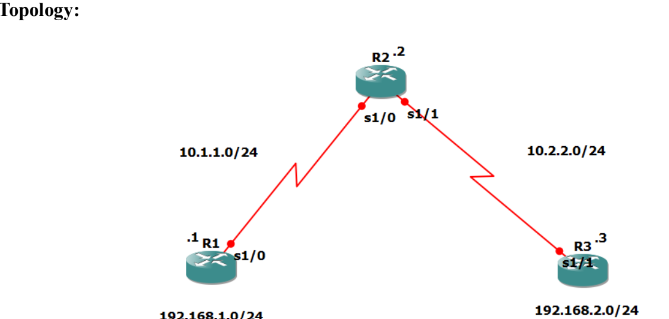 Topology:
R2 .2
s1/0 s1/1
10.1.1.0/24
10.2.2.0/24
.1 R1
s1/0
R3 .3
s1/1
192.168.1.0/24
192.168.2.0/24